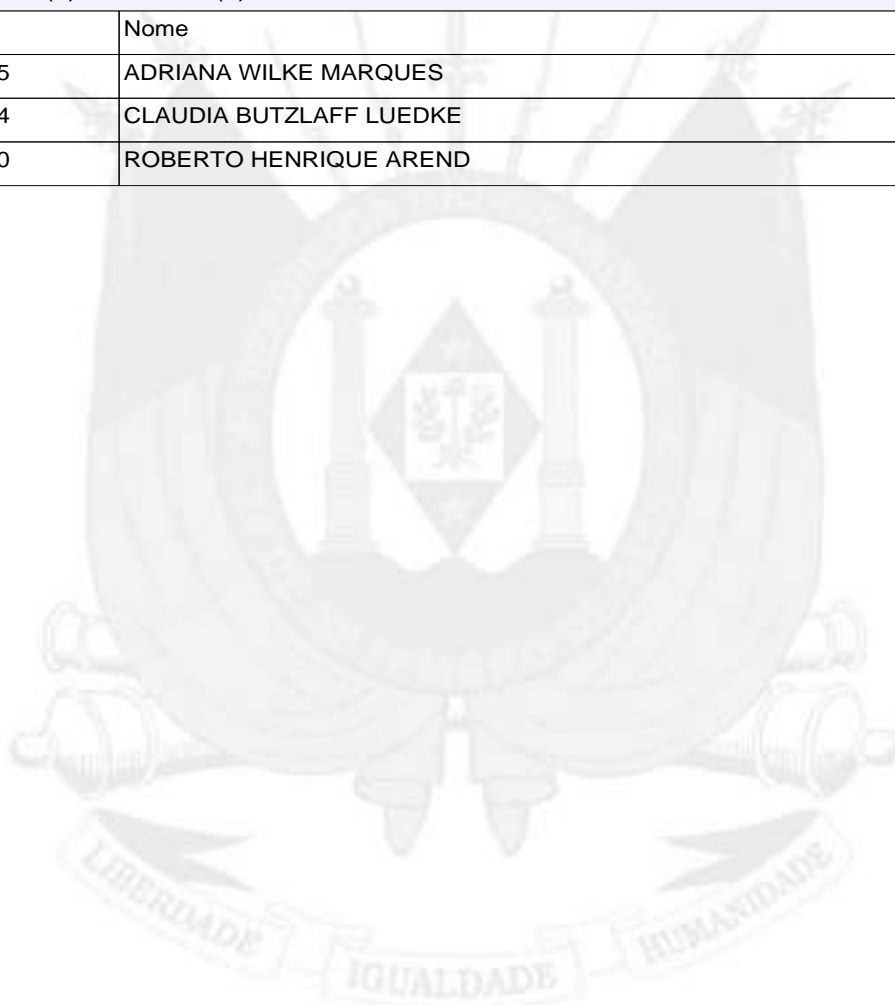 Nome
5 ADRIANA WILKE MARQUES
4 CLAUDIA BUTZLAFF LUEDKE
0 ROBERTO HENRIQUE AREND
LIBERDADE IGUALDADE HUMANIDADE